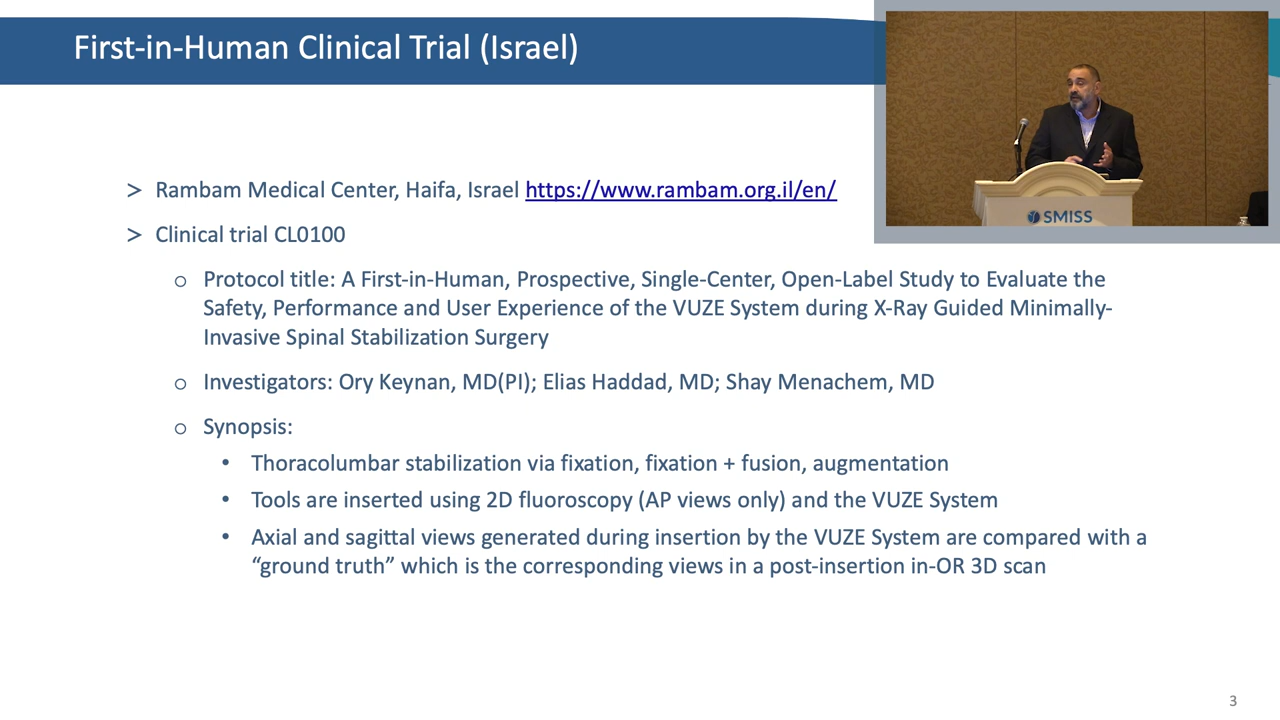 First-in-Human Clinical Trial (Israel)
SMISS
> Rambam Medical Center, Haifa, Israel https://www.rambam.org.il/en/
> Clinical trial CL0100
o Protocol title: A First-in-Human, Prospective, Single-Center, Open-Label Study to Evaluate the
Safety, Performance and User Experience of the VUZE System during X-Ray Guided Minimally-
Invasive Spinal Stabilization Surgery
o Investigators: Ory Keynan, MD(PI); Elias Haddad, MD; Shay Menachem, MD
o Synopsis:
• Thoracolumbar stabilization via fixation, fixation + fusion, augmentation
• Tools are inserted using 2D fluoroscopy (AP views only) and the VUZE System
• Axial and sagittal views generated during insertion by the VUZE System are compared with a
“ground truth” which is the corresponding views in a post-insertion in-OR 3D scan
3